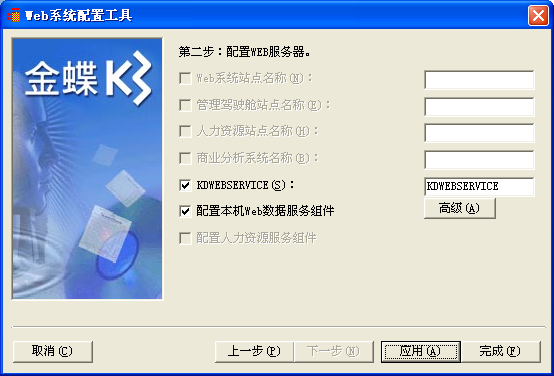 Web系统配置工具
金蝶K3
第二步：配置WEB服务器。
Web系统站点名称(N)：
管理驾驶舱站点名称(E)：
人力资源站点名称(H)：
商业分析系统名称(B)：
KDWEBSERVICE(S)： KDWEBSERVICE
配置本机Web数据服务组件 高级(A)
配置人力资源服务组件
取消(C) 上一步(P) 下一步(N) 应用(A) 完成(F)